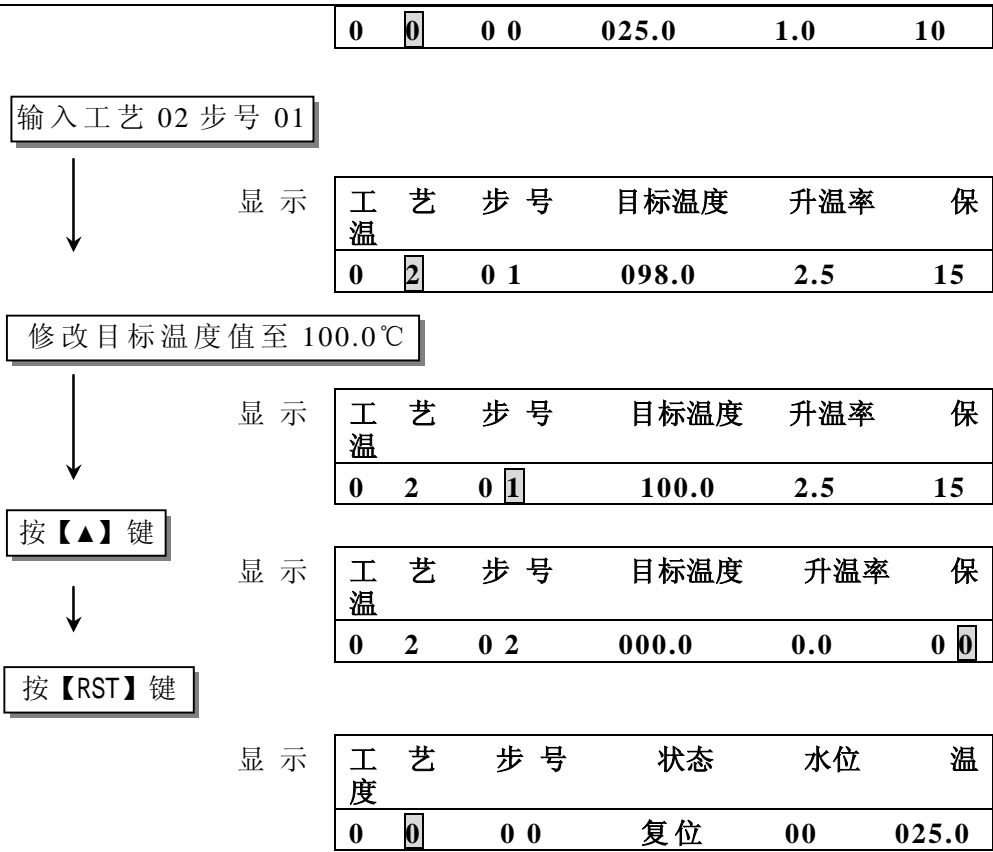 0 0 0 0 025.0 1.0 10
输入工艺 02 步号 01
显示 工 艺 步 号 目标温度 升温率 保
温
0 2 0 1 098.0 2.5 15
修改目标温度值至 100.0℃
显示 工 艺 步 号 目标温度 升温率 保
温
0 2 0 1 100.0 2.5 15
按【▲】键
显示 工 艺 步 号 目标温度 升温率 保
温
0 2 0 2 000.0 0.0 0 0
按【RST】键
显示 工 艺 步 号 状态 水位 温
度
0 0 0 0 复位 00 025.0